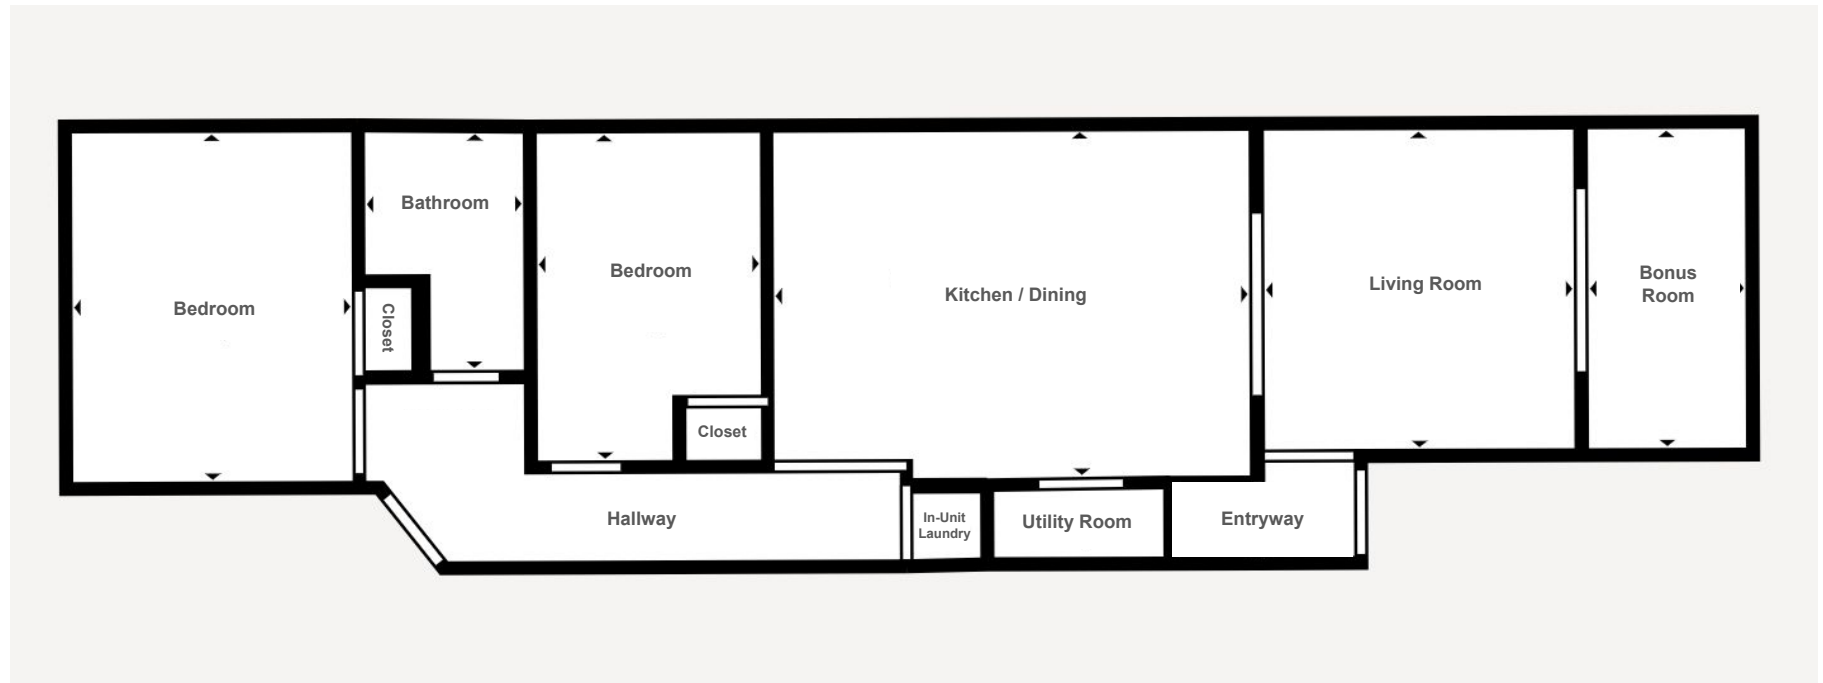 Bathroom
Bedroom
Closet
Bedroom
Closet
Kitchen / Dining
Living Room
Bonus
Room
Hallway
In-Unit
Laundry
Utility Room
Entryway